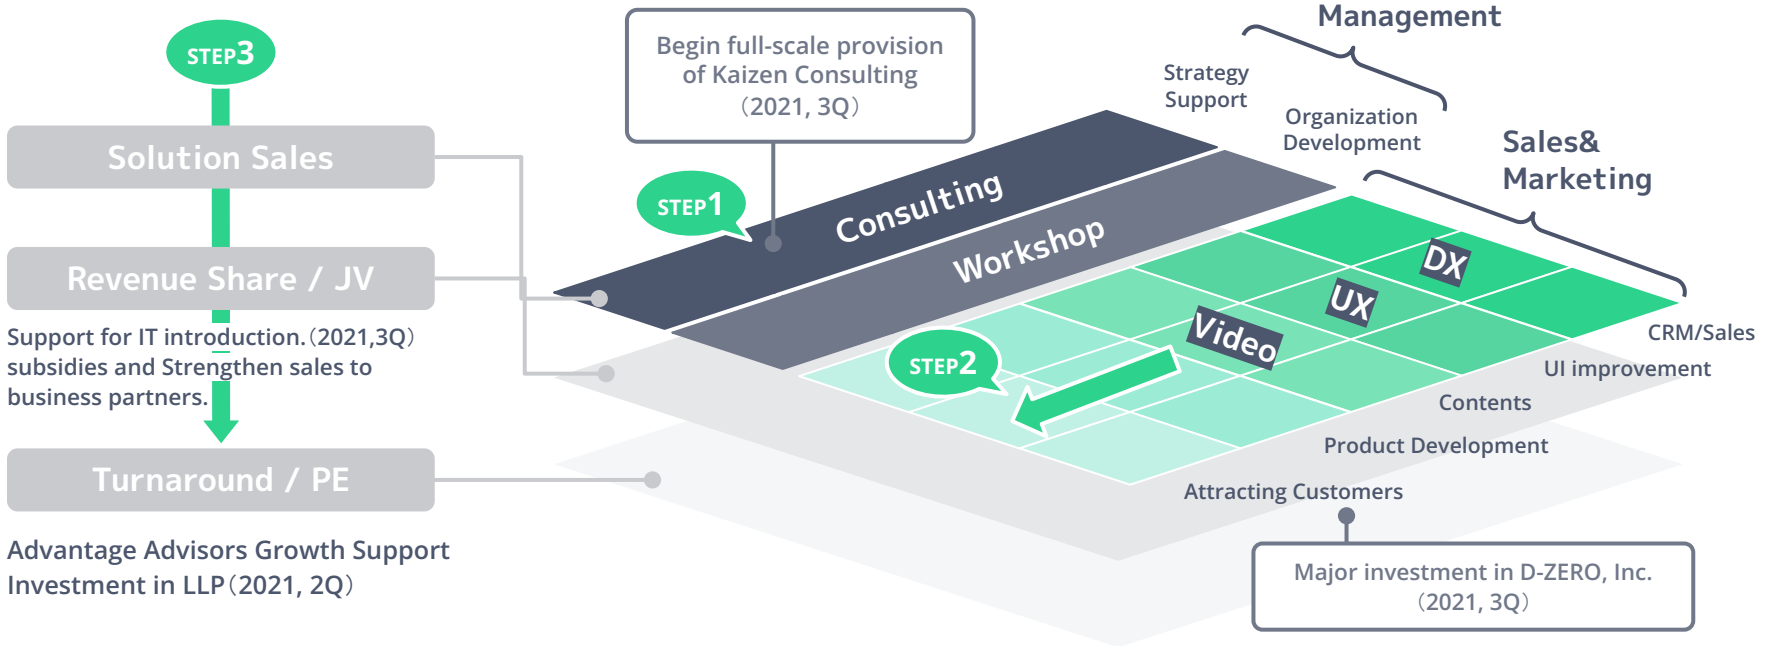 STEP3
Solution Sales
Revenue Share / JV
Support for IT introduction.（2021,3Q）
subsidies and Strengthen sales to
business partners.
Turnaround / PE
Advantage Advisors Growth Support
Investment in LLP（2021, 2Q）
Begin full-scale provision
of Kaizen Consulting
（2021, 3Q）
STEP1
Consulting
Workshop
STEP2
Video
UX
DX
Management
Strategy
Support
Organization
Development
Sales&
Marketing
CRM/Sales
UI improvement
Contents
Product Development
Attracting Customers
Major investment in D-ZERO, Inc.
（2021, 3Q）